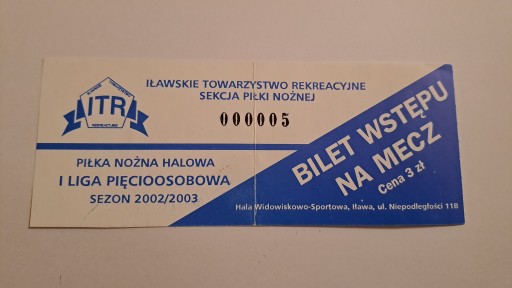 ITR
IŁAWSKIE TOWARZYSTWO REKREACYJNE
SEKCJA PIŁKI NOŻNEJ
000005
PIŁKA NOŻNA HALOWA
I LIGA PIĘCIOOSOBOWA
SEZON 2002/2003
BILET WSTĘPU
NA MECZ
Cena 3 zł
Hala Widowiskowo-Sportowa, Iława, ul. Niepodległości 11B